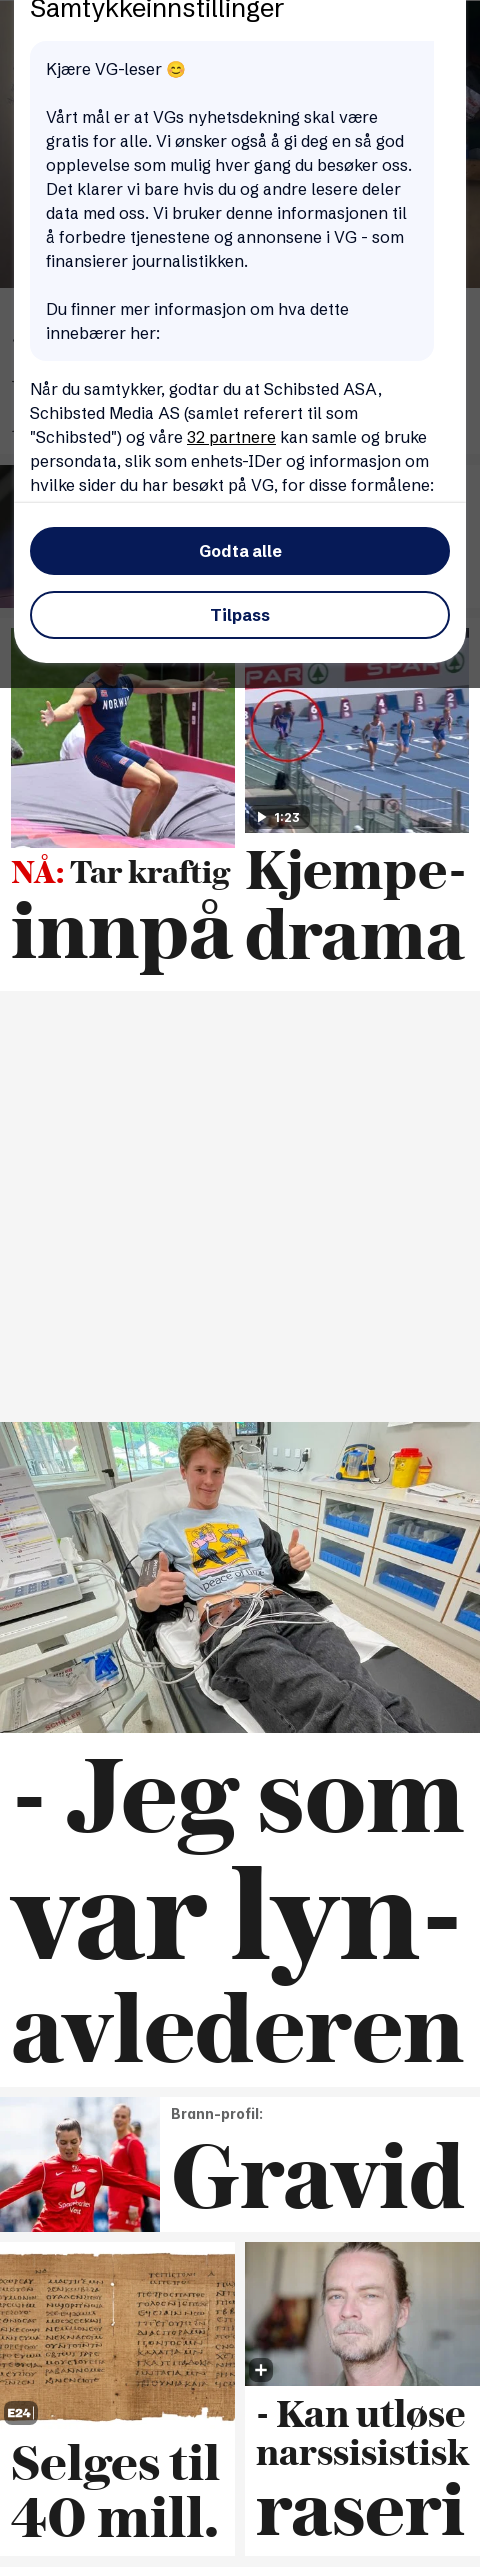 Samtykkeinnstillinger
Kjære VG-leser 😊
Vårt mål er at VGs nyhetsdekning skal være
gratis for alle. Vi ønsker også å gi deg en så god
opplevelse som mulig hver gang du besøker oss.
Det klarer vi bare hvis du og andre lesere deler
data med oss. Vi bruker denne informasjonen til
å forbedre tjenestene og annonsene i VG - som
finansierer journalistikken.
Du finner mer informasjon om hva dette
innebærer her:
Når du samtykker, godtar du at Schibsted ASA,
Schibsted Media AS (samlet referert til som
"Schibsted") og våre 32 partnere kan samle og bruke
persondata, slik som enhets-IDer og informasjon om
hvilke sider du har besøkt på VG, for disse formålene:
Godta alle
Tilpass
NORWAY
SPAR
1:23
NÅ: Tar kraftig
innpå
Kjempe-
drama
- Jeg som
var lyn-
avlederen
Brann-profil:
Gravid
E24
Selges til
40 mill.
- Kan utløse
narssisistisk
raseri